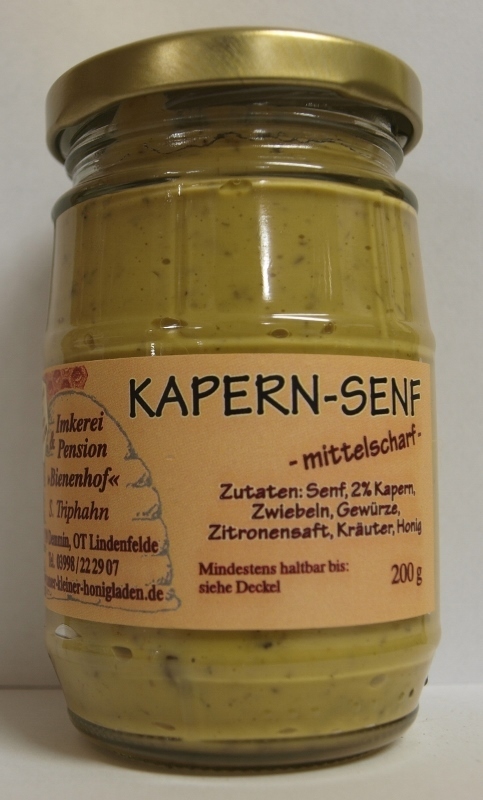 KAPERN-SENF
- mittelscharf -
Zutaten: Senf, 2% Kapern,
Zwiebeln, Gewürze,
Zitronensaft, Kräuter, Honig
Mindestens haltbar bis:
siehe Deckel
200 g
Imkerei
& Pension
»Bienenhof«
S. Triphahn
Demmin, OT Lindenfelde
Tel. 03998 / 22 29 07
-kleiner-honigladen.de